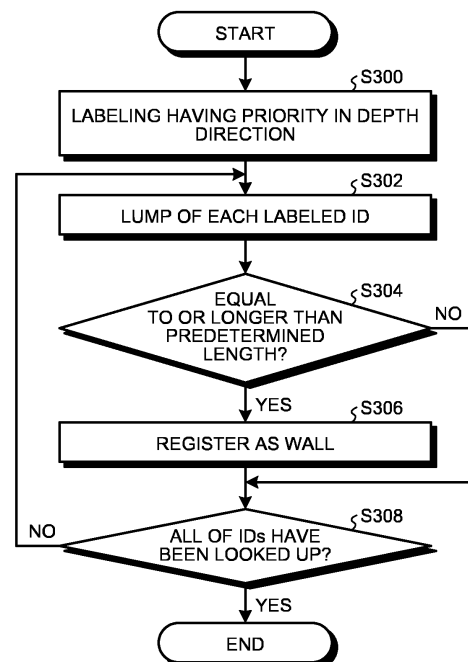 START
S300
LABELING HAVING PRIORITY IN DEPTH
DIRECTION
S302
LUMP OF EACH LABELED ID
S304
EQUAL
TO OR LONGER THAN
PREDETERMINED
LENGTH?
NO
YES
S306
REGISTER AS WALL
S308
ALL OF IDs HAVE
BEEN LOOKED UP?
NO
YES
END